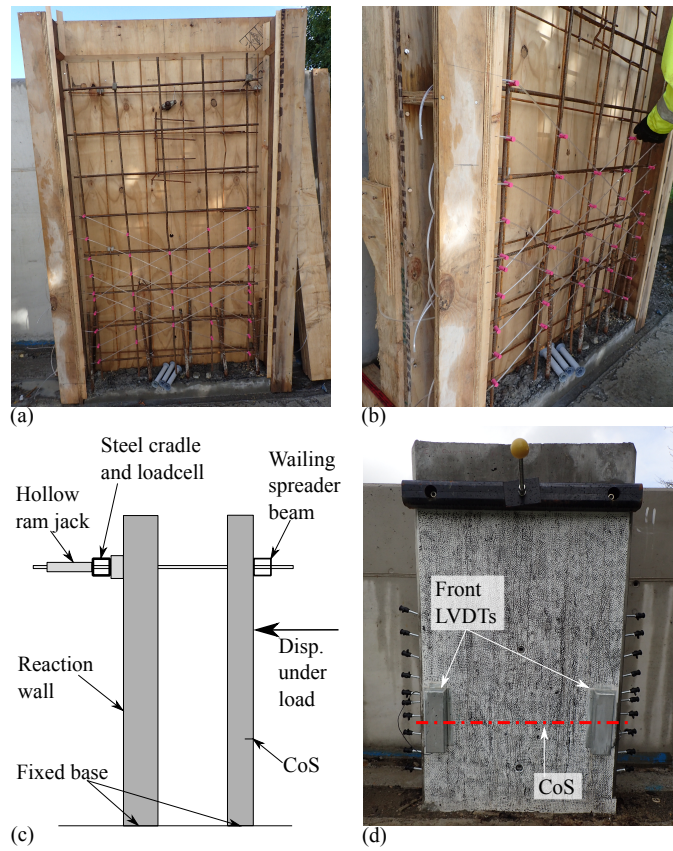 (a)
(b)
Steel cradle
and loadcell
Wailing
spreader
beam
Hollow
ram jack
Disp.
under
load
Reaction
wall
CoS
Fixed base
(c)
Front
LVDTs
CoS
(d)